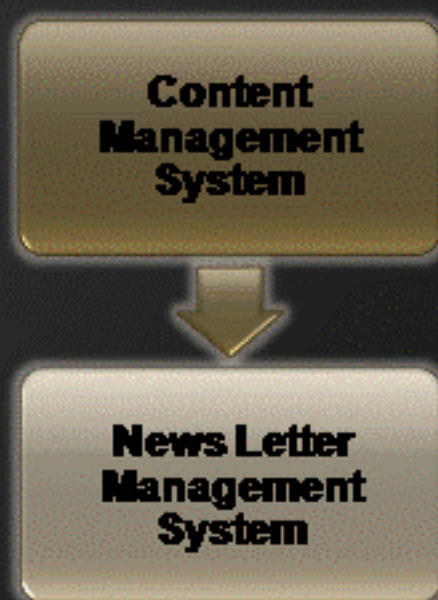 Content
Management
System
News Letter
Management
System